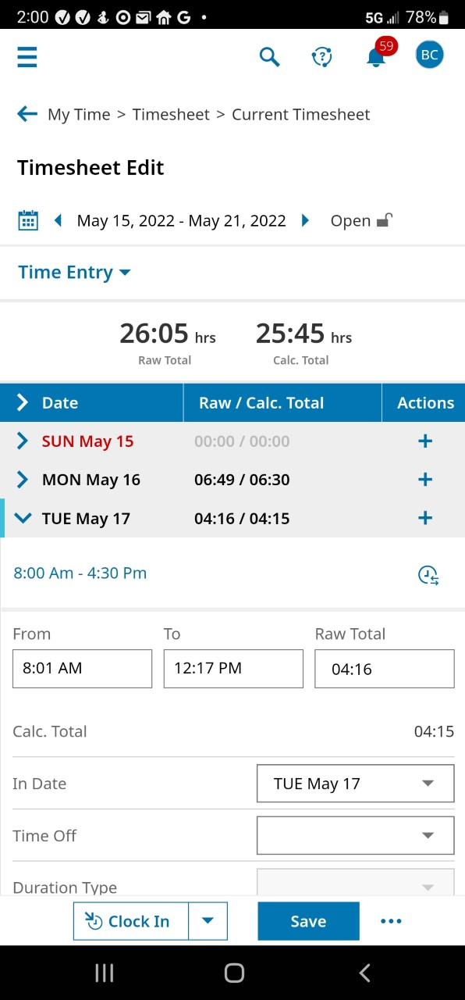 2:00 5G 78%
59
BC
My Time > Timesheet > Current Timesheet
Timesheet Edit
May 15, 2022 - May 21, 2022 Open
Time Entry
26:05 hrs 25:45 hrs
Raw Total Calc. Total
Date Raw / Calc. Total Actions
SUN May 15 00:00 / 00:00 +
MON May 16 06:49 / 06:30 +
TUE May 17 04:16 / 04:15 +
8:00 Am - 4:30 Pm
From To Raw Total
8:01 AM 12:17 PM 04:16
Calc. Total 04:15
In Date TUE May 17
Time Off
Duration Type
Clock In Save